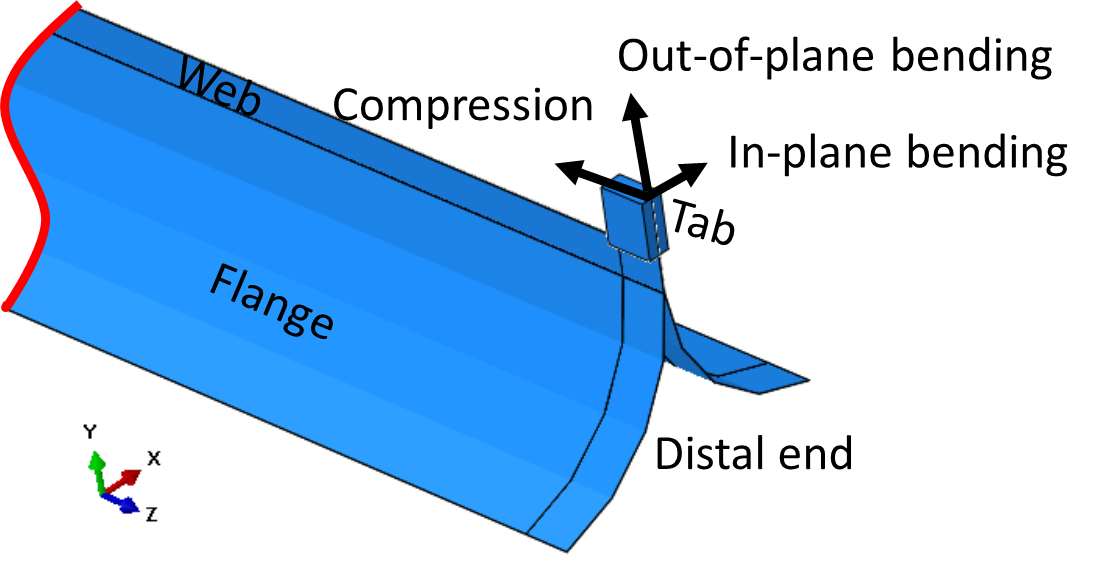 Out-of-plane bending
Web
Compression
In-plane bending
Tab
Flange
Y
X
Distal end
Z